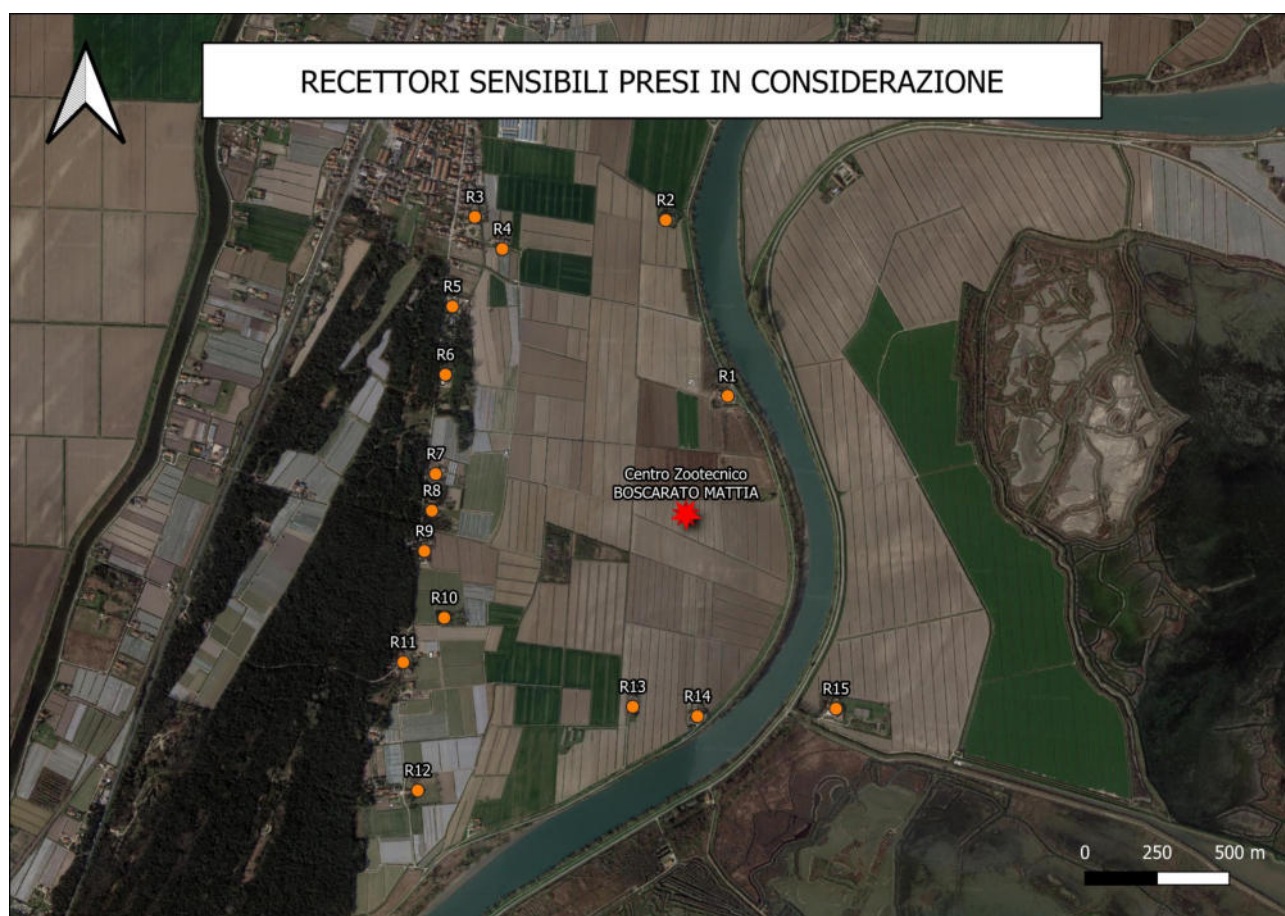 RECETTORI SENSIBILI PRESI IN CONSIDERAZIONE
R3
R2
R4
R5
R6
R1
R7
Centro Zootecnico
BOSCARATO MATTIA
R8
R9
R10
R11
R13
R14
R15
R12
0 250 500 m